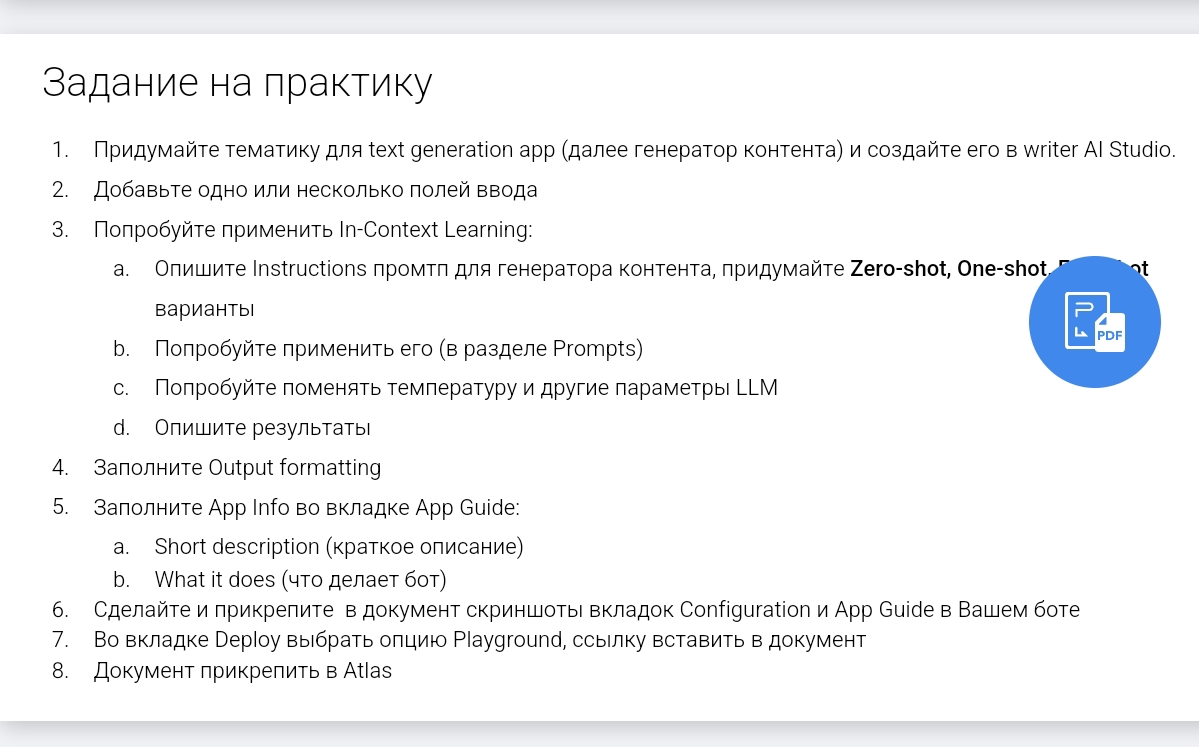 Задание на практику
1. Придумайте тематику для text generation app (далее генератор контента) и создайте его в writer AI Studio.
2. Добавьте одно или несколько полей ввода
3. Попробуйте применить In-Context Learning:
a. Опишите Instructions промтп для генератора контента, придумайте Zero-shot, One-shot,
варианты
PDF
b. Попробуйте применить его (в разделе Prompts)
c. Попробуйте поменять температуру и другие параметры LLM
d. Опишите результаты
4. Заполните Output formatting
5. Заполните App Info во вкладке App Guide:
a. Short description (краткое описание)
b. What it does (что делает бот)
6. Сделайте и прикрепите в документ скриншоты вкладок Configuration и App Guide в Вашем боте
7. Во вкладке Deploy выбрать опцию Playground, ссылку вставить в документ
8. Документ прикрепить в Atlas